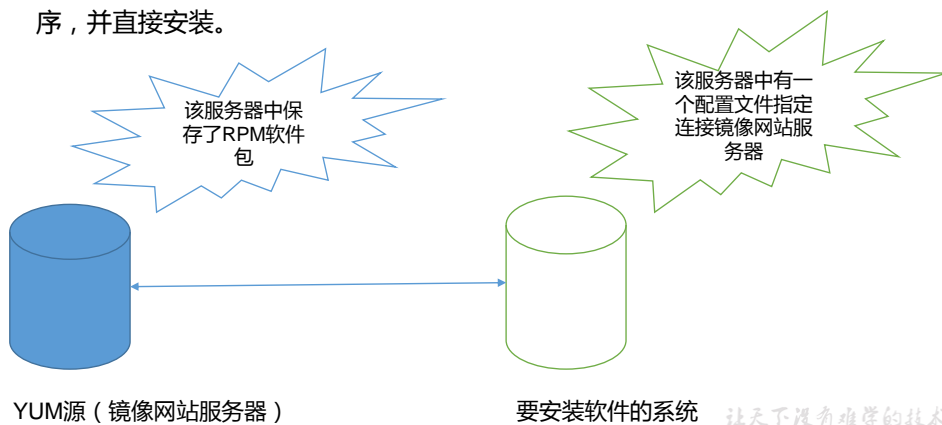 序，并直接安装。
该服务器中保
存了RPM软件
包
该服务器中有一
个配置文件指定
连接镜像网站服
务器
YUM源（镜像网站服务器）
要安装软件的系统
让天下没有难学的技术